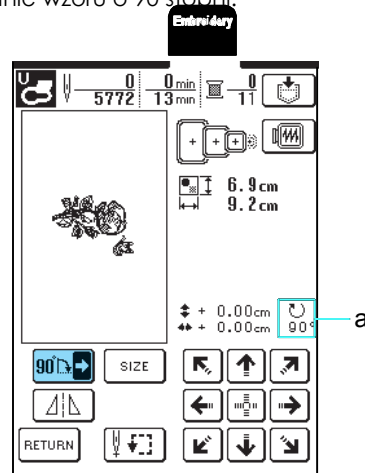 nie wzoru o 90 stopni.
Embroidery
U 0 0 min 0
5772 13 min 11
6.9cm
9.2cm
+ 0.00cm
+ 0.00cm 90° a
90° SIZE
RETURN